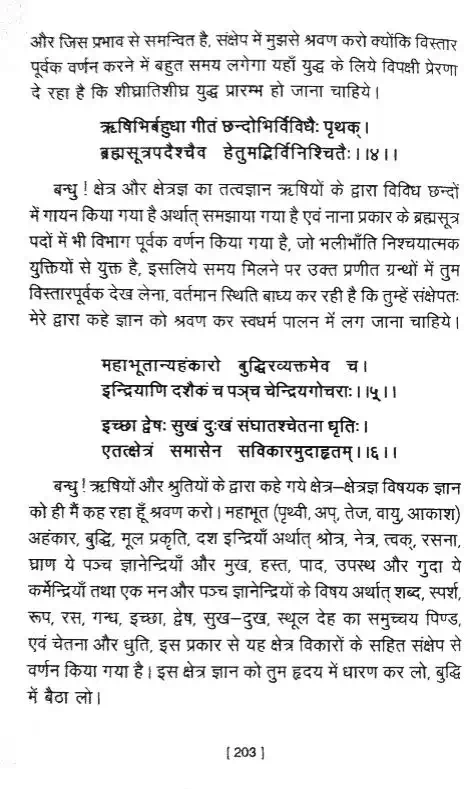 और जिस प्रभाव से समन्वित है, संक्षेप में मुझसे श्रवण करो क्योंकि विस्तार
पूर्वक वर्णन करने में बहुत समय लगेगा यहाँ युद्ध के लिये विपक्षी प्रेरणा
दे रहा है कि शीघ्रातिशीघ्र युद्ध प्रारम्भ हो जाना चाहिये।
ऋषिभिर्बहुधा गीतं छन्दोभिर्विविधैः पृथक्।
ब्रह्मसूत्रपदैश्चैव हेतुमद्भिर्विनिश्चितैः।।४।।
बन्धु ! क्षेत्र और क्षेत्रज्ञ का तत्वज्ञान ऋषियों के द्वारा विविध छन्दों
में गायन किया गया है अर्थात् समझाया गया है एवं नाना प्रकार के ब्रह्मसूत्र
पदों में भी विभाग पूर्वक वर्णन किया गया है, जो भलीभाँति निश्चयात्मक
युक्तियों से युक्त है, इसलिये समय मिलने पर उक्त प्रणीत ग्रन्थों में तुम
विस्तारपूर्वक देख लेना, वर्तमान स्थिति बाध्य कर रही है कि तुम्हें संक्षेपतः
मेरे द्वारा कहे ज्ञान को श्रवण कर स्वधर्म पालन में लग जाना चाहिये।
महाभूतान्यहंकारो बुद्धिरव्यक्तमेव च।
इन्द्रियाणि दशैकं च पञ्च चेन्द्रियगोचराः।।५।।
इच्छा द्वेषः सुखं दुःखं संघातश्चेतना धृतिः।
एतत्क्षेत्रं समासेन सविकारमुदाहृतम्।।६।।
बन्धु ! ऋषियों और श्रुतियों के द्वारा कहे गये क्षेत्र–क्षेत्रज्ञ विषयक ज्ञान
को ही मैं कह रहा हूँ श्रवण करो। महाभूत (पृथ्वी, अप्, तेज, वायु, आकाश)
अहंकार, बुद्धि, मूल प्रकृति, दश इन्द्रियाँ अर्थात् श्रोत्र, नेत्र, त्वक्, रसना,
घ्राण ये पञ्च ज्ञानेन्द्रियाँ और मुख, हस्त, पाद, उपस्थ और गुदा ये
कर्मेन्द्रियाँ तथा एक मन और पञ्च ज्ञानेन्द्रियों के विषय अर्थात् शब्द, स्पर्श,
रूप, रस, गन्ध, इच्छा, द्वेष, सुख–दुख, स्थूल देह का समुच्चय पिण्ड,
एवं चेतना और धृति, इस प्रकार से यह क्षेत्र विकारों के सहित संक्षेप से
वर्णन किया गया है। इस क्षेत्र ज्ञान को तुम हृदय में धारण कर लो, बुद्धि
में बैठा लो।
[ 203 ]